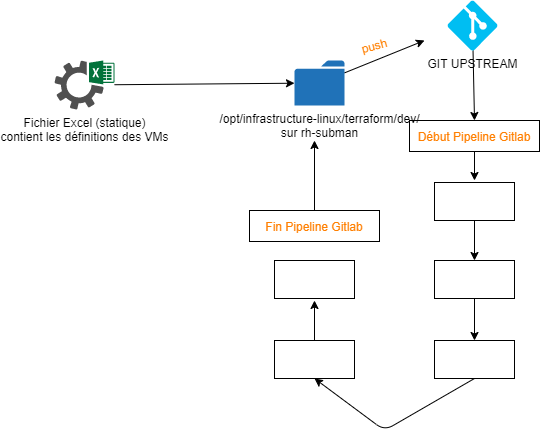 push
GIT UPSTREAM
X
Fichier Excel (statique)
contient les définitions des VMs
/opt/infrastructure-linux/terraform/dev/
sur rh-subman
Début Pipeline Gitlab
Fin Pipeline Gitlab